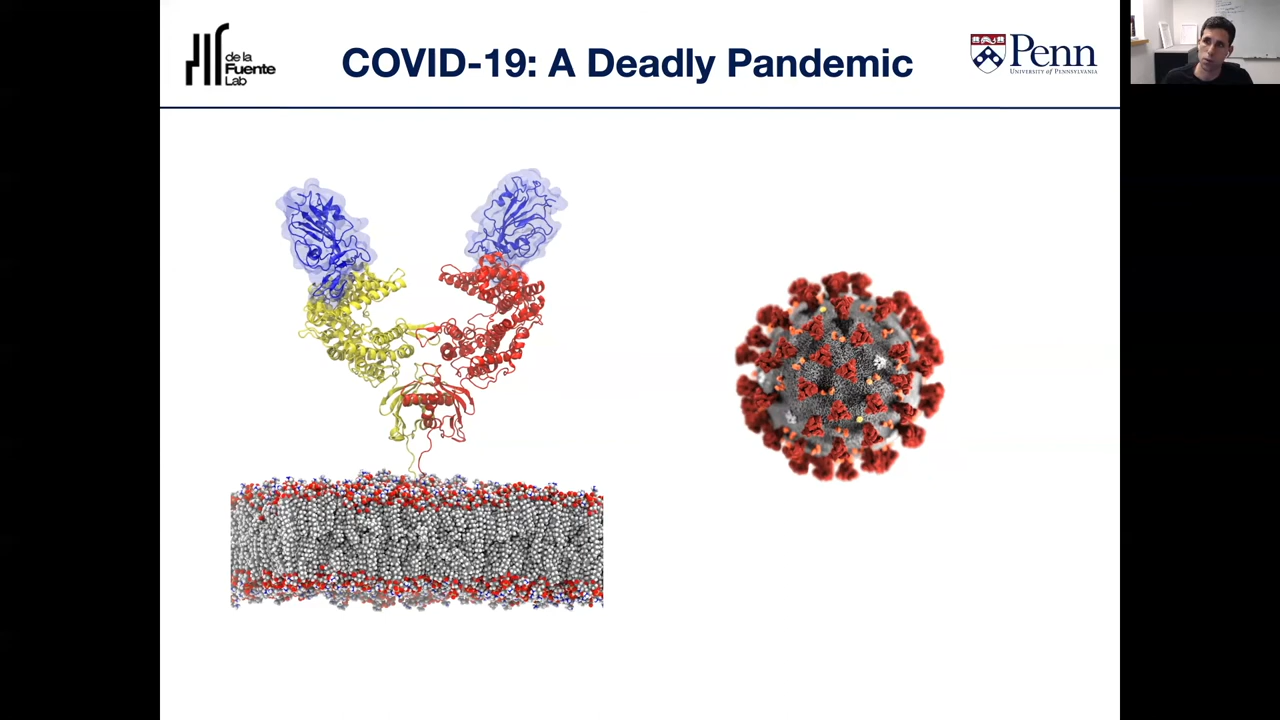 de la
Fuente
Lab
COVID-19: A Deadly Pandemic
Penn
UNIVERSITY of PENNSYLVANIA